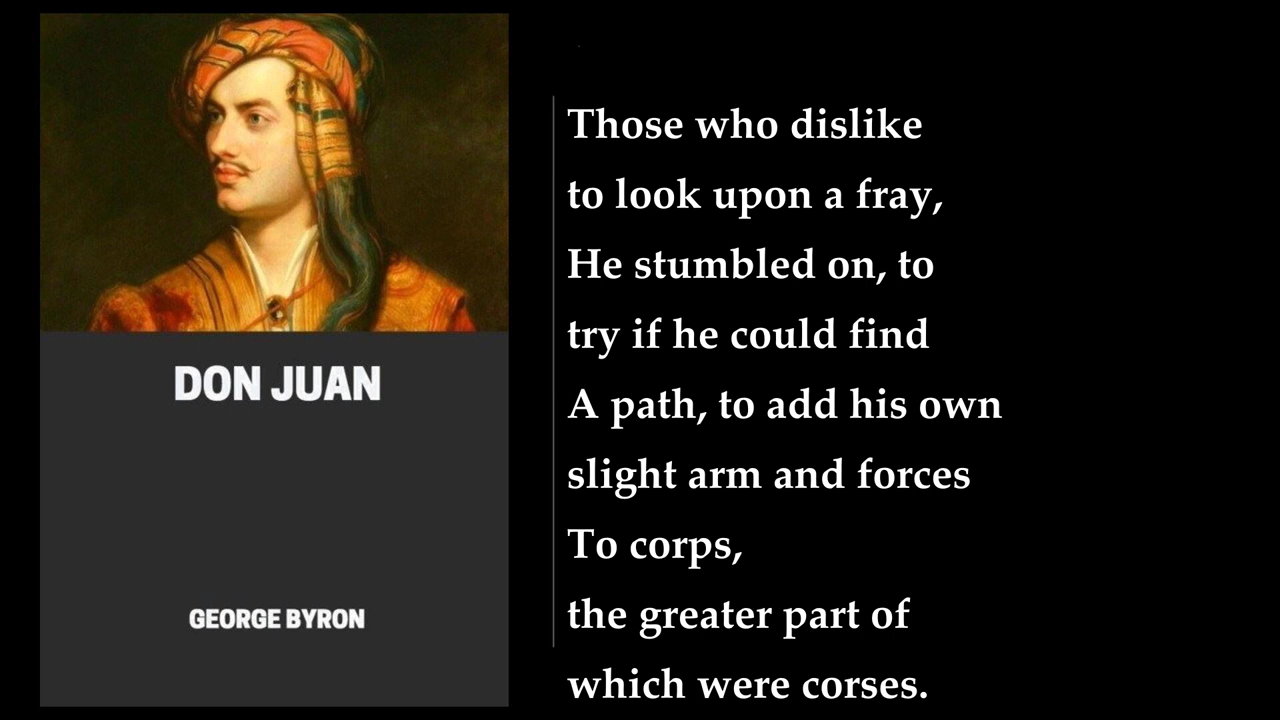 DON JUAN
GEORGE BYRON
Those who dislike
to look upon a fray,
He stumbled on, to
try if he could find
A path, to add his own
slight arm and forces
To corps,
the greater part of
which were corses.